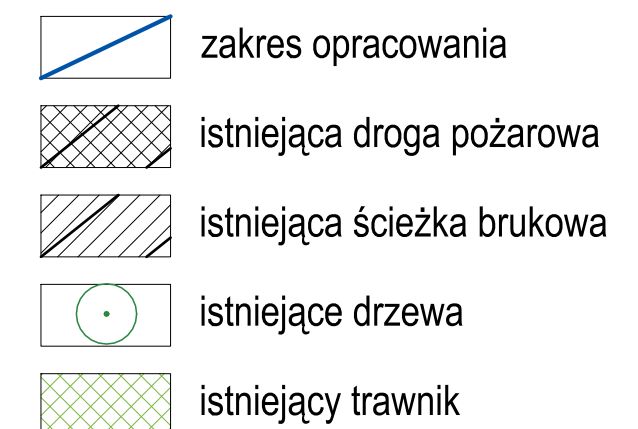 zakres opracowania
istniejąca droga pożarowa
istniejąca ścieżka brukowa
istniejące drzewa
istniejący trawnik